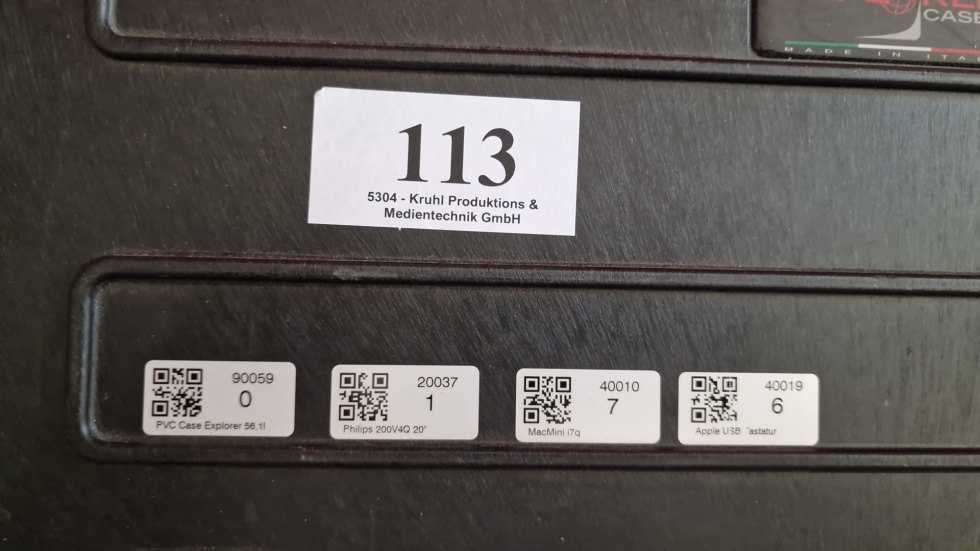 CASE
MADE IN ITA
113
5304 - Kruhl Produktions &
Medientechnik GmbH
90059
0
PVC Case Explorer 56.1l
20037
1
Philips 200V4Q 20"
40010
7
MacMini i7q
40019
6
Apple USB Tastatur